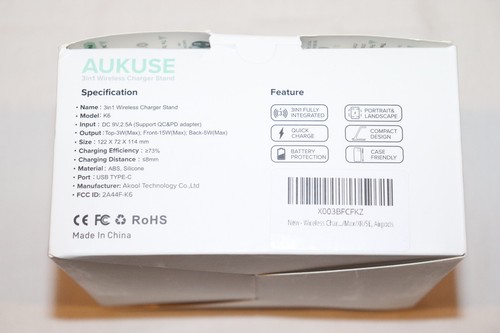 AUKUSE
3in1 Wireless Charger Stand
Specification
• Name : 3in1 Wireless Charger Stand
• Model: K6
• Input : DC 9V,2.5A (Support QC&PD adapter)
• Output : Top-3W(Max); Front-15W(Max); Back-5W(Max)
• Size : 122 X 72 X 114 mm
• Charging Efficiency : ≥73%
• Charging Distance : ≤8mm
• Material : ABS, Silicone
• Port : USB TYPE-C
• Manufacturer: Akool Technology Co.,Ltd
• FCC ID: 2A44F-K6
CE FC RoHS
Made In China
Feature
3IN1 FULLY INTEGRATED
PORTRAIT& LANDSCAPE
QUICK CHARGE
COMPACT DESIGN
BATTERY PROTECTION
CASE FRIENDLY
X003BFCFKZ
New - Wireless Cha
Airpods